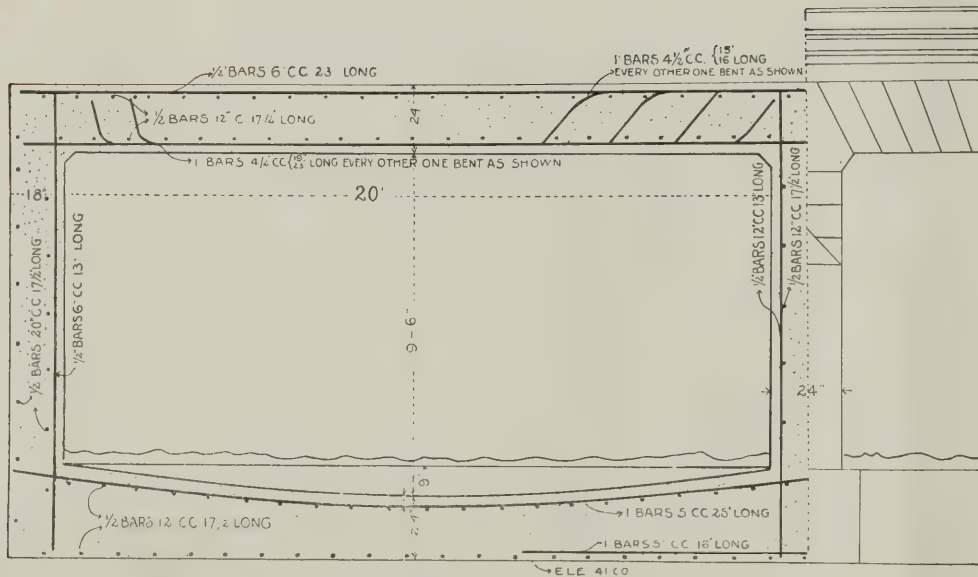 ½" BARS 6" CC 23' LONG
1" BARS 4½" CC. {15'
16' LONG
EVERY OTHER ONE BENT AS SHOWN
½ BARS 12" C 17½ LONG
24"
1 BARS 4½" CC { 23' LONG EVERY OTHER ONE BENT AS SHOWN
18"
20'
½" BARS 20" CC 17½' LONG
½" BARS 6" CC 13' LONG
9-6"
½" BARS 12" CC 13' LONG
½" BARS 12" CC 17½' LONG
24"
9"
24"
½ BARS 12 CC 17,2 LONG
1 BARS 5 CC 25' LONG
1 BARS 5" CC 16' LONG
ELE 41 00